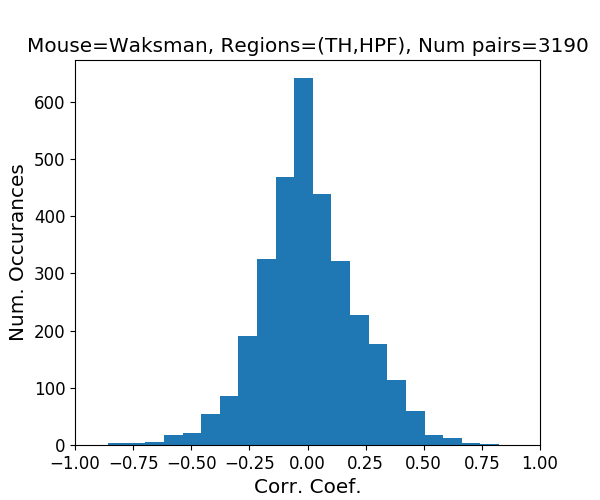 Mouse=Waksman, Regions=(TH,HPF), Num pairs=3190
Num. Occurances
600
500
400
300
200
100
0
−1.00 −0.75 −0.50 −0.25 0.00 0.25 0.50 0.75 1.00
Corr. Coef.